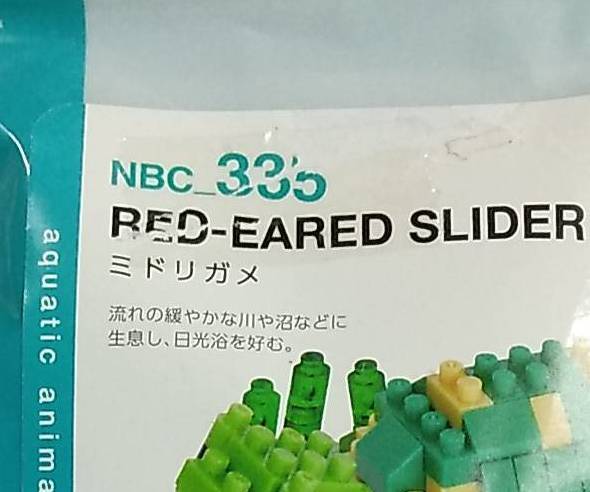 NBC_335
RED-EARED SLIDER
ミドリガメ
流れの緩やかな川や沼などに
生息し、日光浴を好む。
aquatic anima